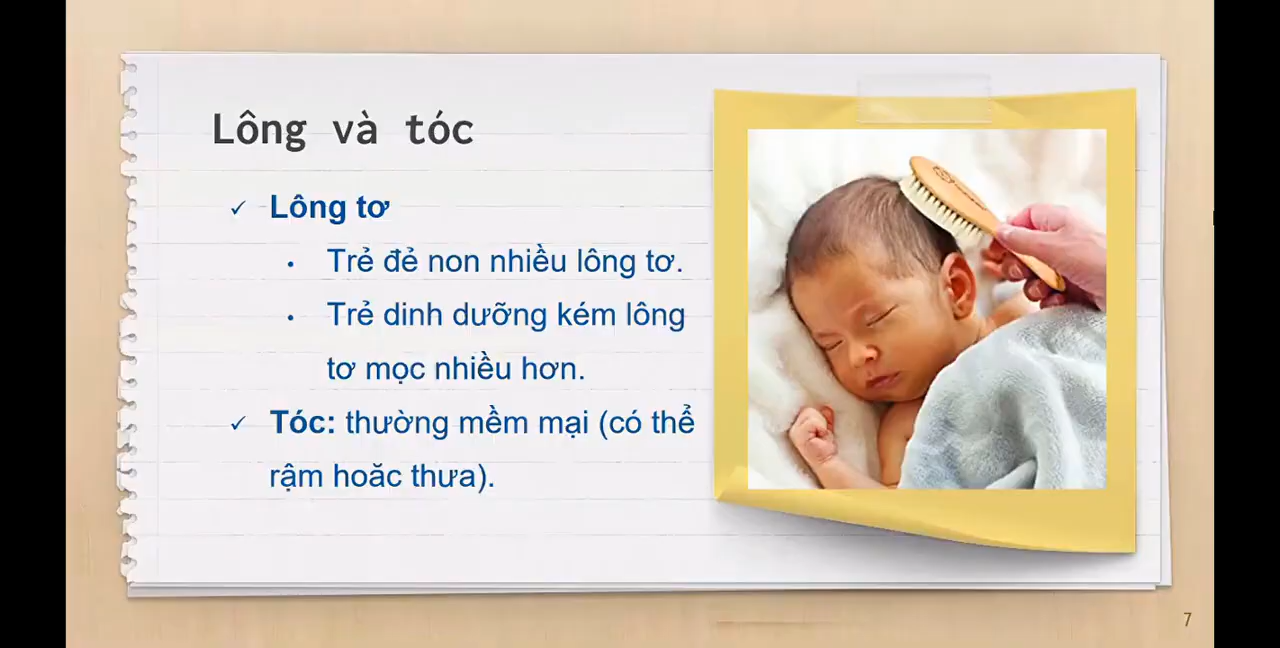 Lông và tóc
✓ Lông tơ
• Trẻ đẻ non nhiều lông tơ.
• Trẻ dinh dưỡng kém lông
tơ mọc nhiều hơn.
✓ Tóc: thường mềm mại (có thể
rậm hoăc thưa).
7